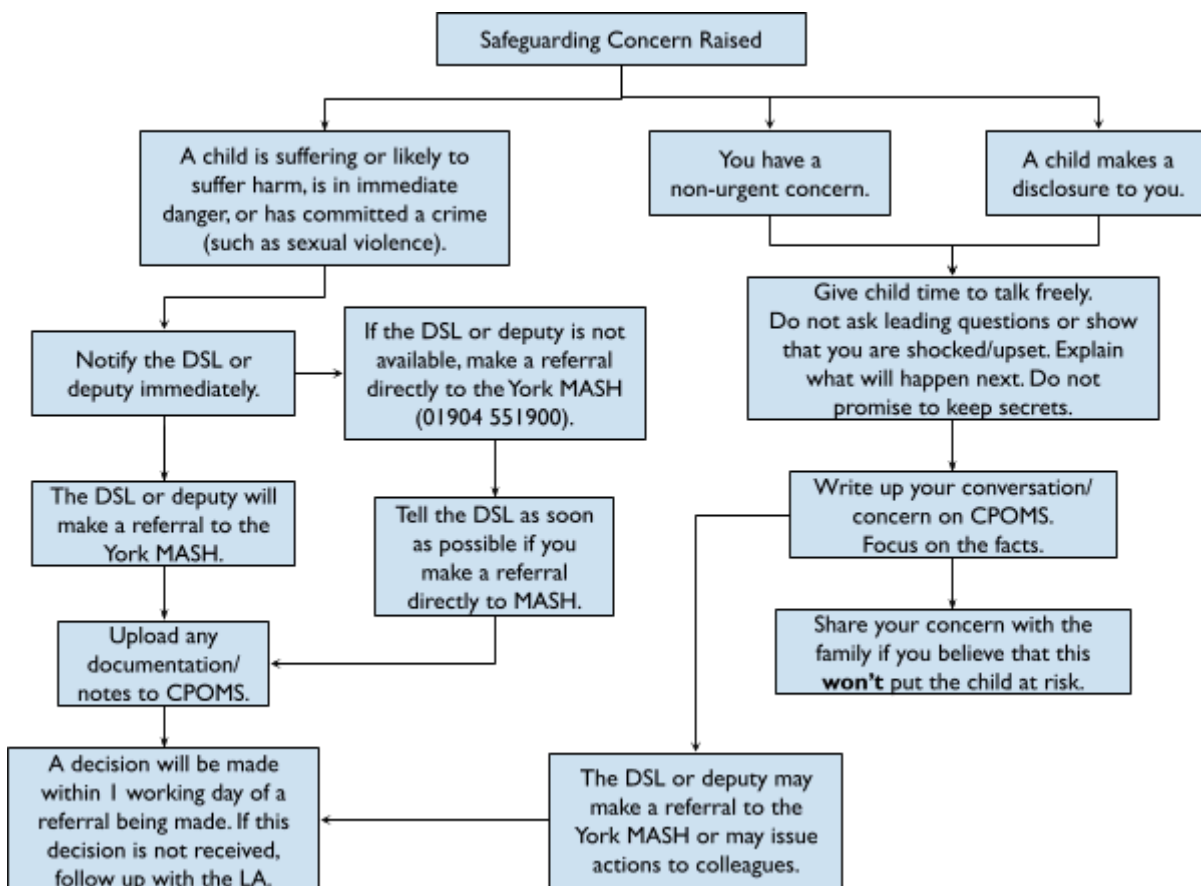 Safeguarding Concern Raised
A child is suffering or likely to
suffer harm, is in immediate
danger, or has committed a crime
(such as sexual violence).
You have a
non-urgent concern.
A child makes a
disclosure to you.
Give child time to talk freely.
Do not ask leading questions or show
that you are shocked/upset. Explain
what will happen next. Do not
promise to keep secrets.
Notify the DSL or
deputy immediately.
If the DSL or deputy is not
available, make a referral
directly to the York MASH
(01904 551900).
The DSL or deputy will
make a referral to the
York MASH.
Tell the DSL as soon
as possible if you
make a referral
directly to MASH.
Write up your conversation/
concern on CPOMS.
Focus on the facts.
Upload any
documentation/
notes to CPOMS.
Share your concern with the
family if you believe that this
won't put the child at risk.
A decision will be made
within 1 working day of a
referral being made. If this
decision is not received,
follow up with the LA.
The DSL or deputy may
make a referral to the
York MASH or may issue
actions to colleagues.